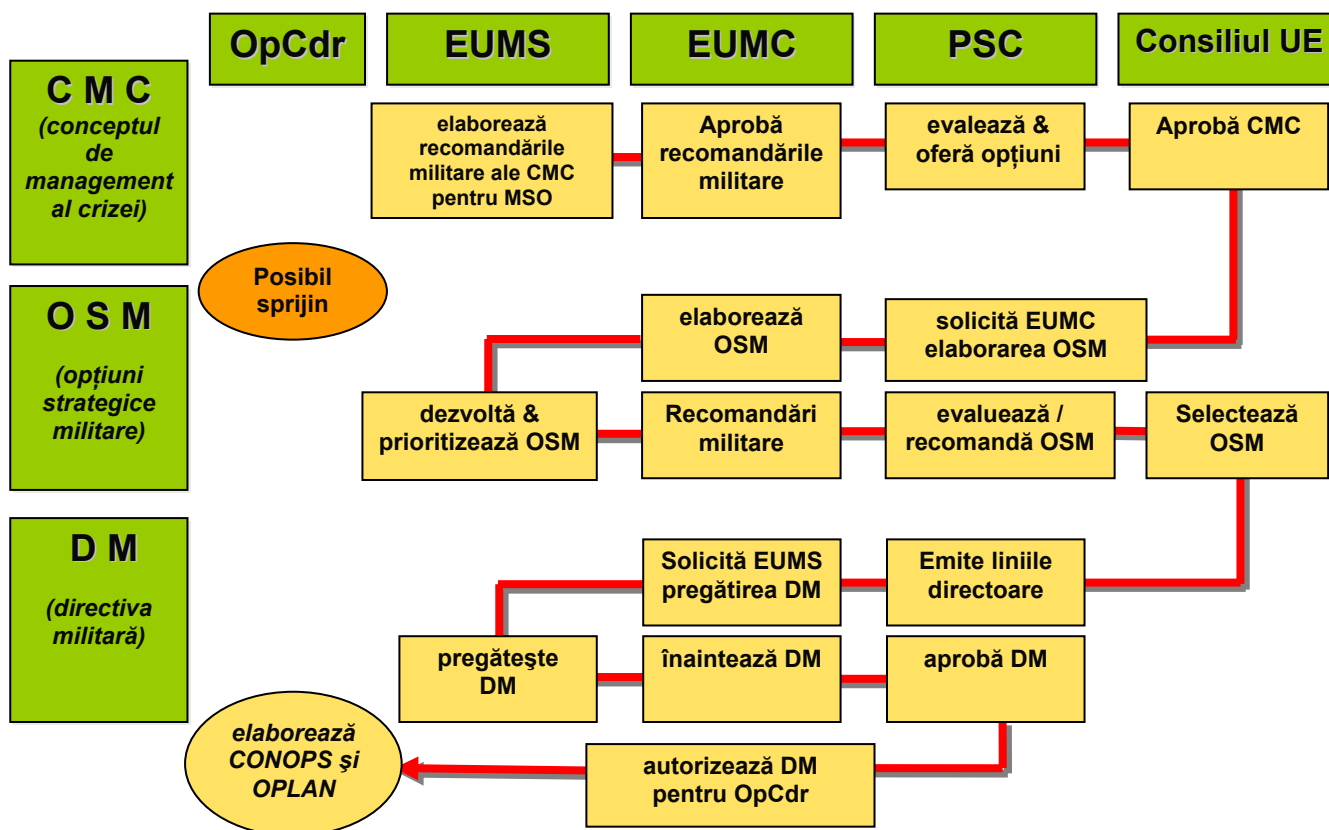 OpCdr
EUMS
EUMC
PSC
Consiliul UE
C M C
(conceptul
de
management
al crizei)
elaborează
recomandările
militare ale CMC
pentru MSO
Aprobă
recomandările
militare
evalează &
oferă opțiuni
Aprobă CMC
Posibil
sprijin
O S M
(opțiuni
strategice
militare)
elaborează
OSM
solicită EUMC
elaborarea OSM
dezvoltă &
prioritizează OSM
Recomandări
militare
evaluează /
recomandă OSM
Selectează
OSM
D M
(directiva
militară)
Solicită EUMS
pregătirea DM
Emite liniile
directoare
pregăteşte
DM
înaintează DM
aprobă DM
elaborează
CONOPS şi
OPLAN
autorizează DM
pentru OpCdr